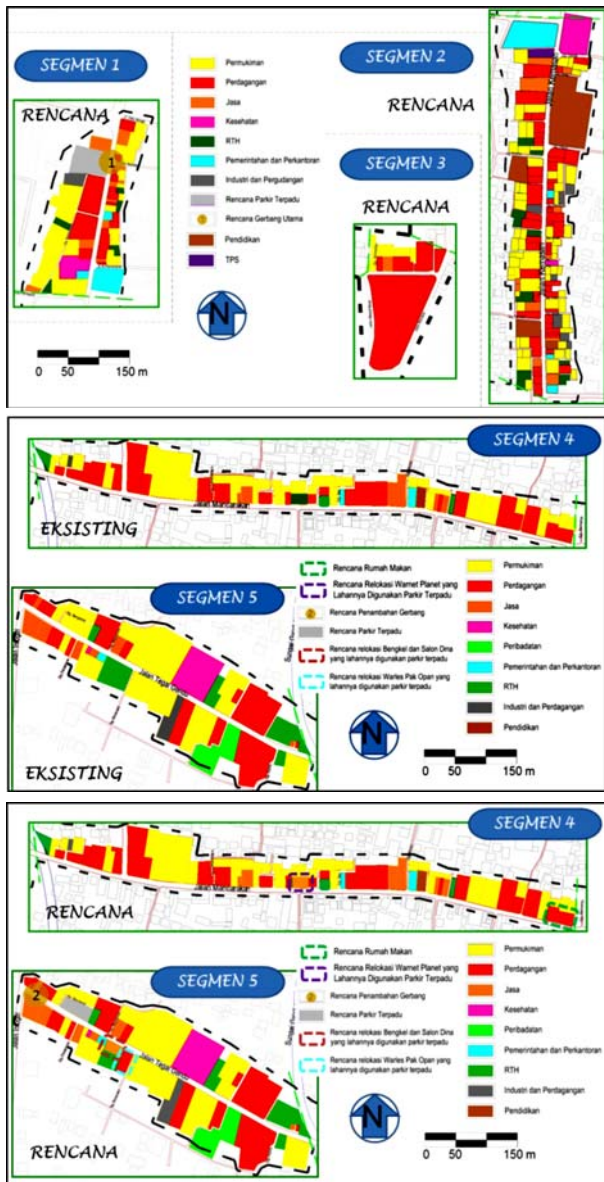 SEGMEN 1
RENCANA
1
Permukiman
Perdagangan
Jasa
Kesehatan
RTH
Pemerintahan dan Perkantoran
Industri dan Pergudangan
Rencana Parkir Terpadu
Rencana Gerbang Utama
Pendidikan
TPS
N
0 50 150 m
SEGMEN 2
RENCANA
SEGMEN 3
RENCANA
SEGMEN 4
EKSISTING
SEGMEN 5
EKSISTING
Rencana Rumah Makan
Rencana Relokasi Warnet Planet yang
Lahannya Digunakan Parkir Terpadu
Rencana Penambahan Gerbang
Rencana Parkir Terpadu
Rencana relokasi Bengkel dan Salon Dina
yang lahannya digunakan parkir terpadu
Rencana relokasi Warles Pak Opan yang
lahannya digunakan parkir terpadu
N
Permukiman
Perdagangan
Jasa
Kesehatan
Peribadatan
Pemerintahan dan Perkantoran
RTH
Industri dan Perdagangan
Pendidikan
0 50 150 m
SEGMEN 4
RENCANA
SEGMEN 5
2
RENCANA
Rencana Rumah Makan
Rencana Relokasi Warnet Planet yang
Lahannya Digunakan Parkir Terpadu
Rencana Penambahan Gerbang
Rencana Parkir Terpadu
Rencana relokasi Bengkel dan Salon Dina
yang lahannya digunakan parkir terpadu
Rencana relokasi Warles Pak Opan yang
lahannya digunakan parkir terpadu
N
Permukiman
Perdagangan
Jasa
Kesehatan
Peribadatan
Pemerintahan dan Perkantoran
RTH
Industri dan Perdagangan
Pendidikan
0 50 150 m